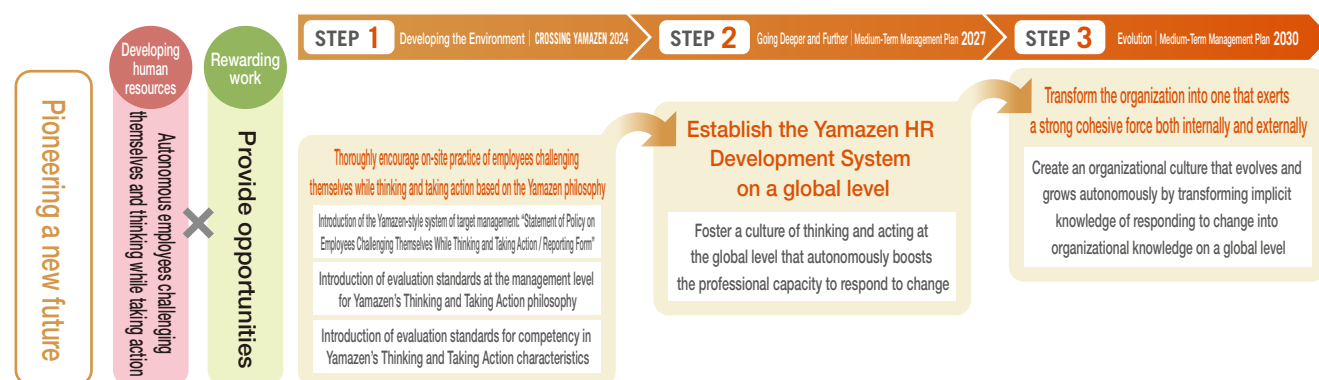 Pioneering a new future
Developing
human
resources
Autonomous employees challenging
themselves and thinking while taking action
Rewarding
work
Provide opportunities
STEP 1 Developing the Environment | CROSSING YAMAZEN 2024
STEP 2 Going Deeper and Further | Medium-Term Management Plan 2027
STEP 3 Evolution | Medium-Term Management Plan 2030
Thoroughly encourage on-site practice of employees challenging
themselves while thinking and taking action based on the Yamazen philosophy
Introduction of the Yamazen-style system of target management: "Statement of Policy on
Employees Challenging Themselves While Thinking and Taking Action / Reporting Form"
Introduction of evaluation standards at the management level
for Yamazen's Thinking and Taking Action philosophy
Introduction of evaluation standards for competency in
Yamazen's Thinking and Taking Action characteristics
Establish the Yamazen HR
Development System
on a global level
Foster a culture of thinking and acting at
the global level that autonomously boosts
the professional capacity to respond to change
Transform the organization into one that exerts
a strong cohesive force both internally and externally
Create an organizational culture that evolves and
grows autonomously by transforming implicit
knowledge of responding to change into
organizational knowledge on a global level